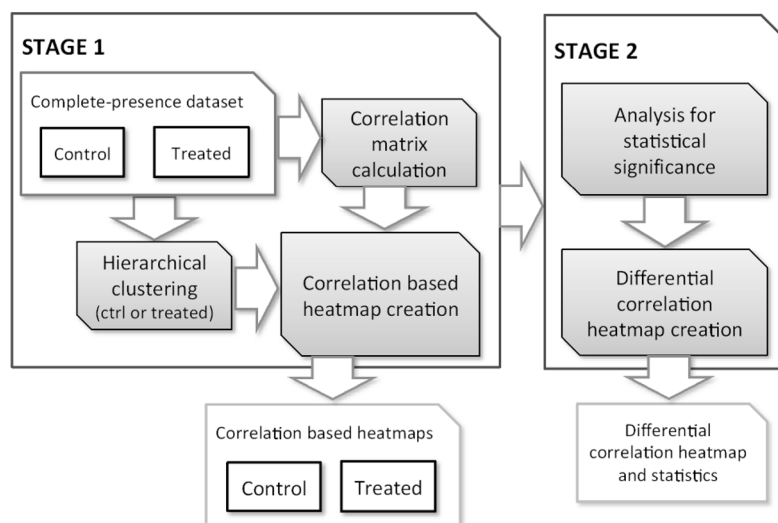 STAGE 1
Complete-presence dataset
Control
Treated
Correlation
matrix
calculation
Hierarchical
clustering
(ctrl or treated)
Correlation based
heatmap creation
Correlation based heatmaps
Control
Treated
STAGE 2
Analysis for
statistical
significance
Differential
correlation
heatmap creation
Differential
correlation heatmap
and statistics